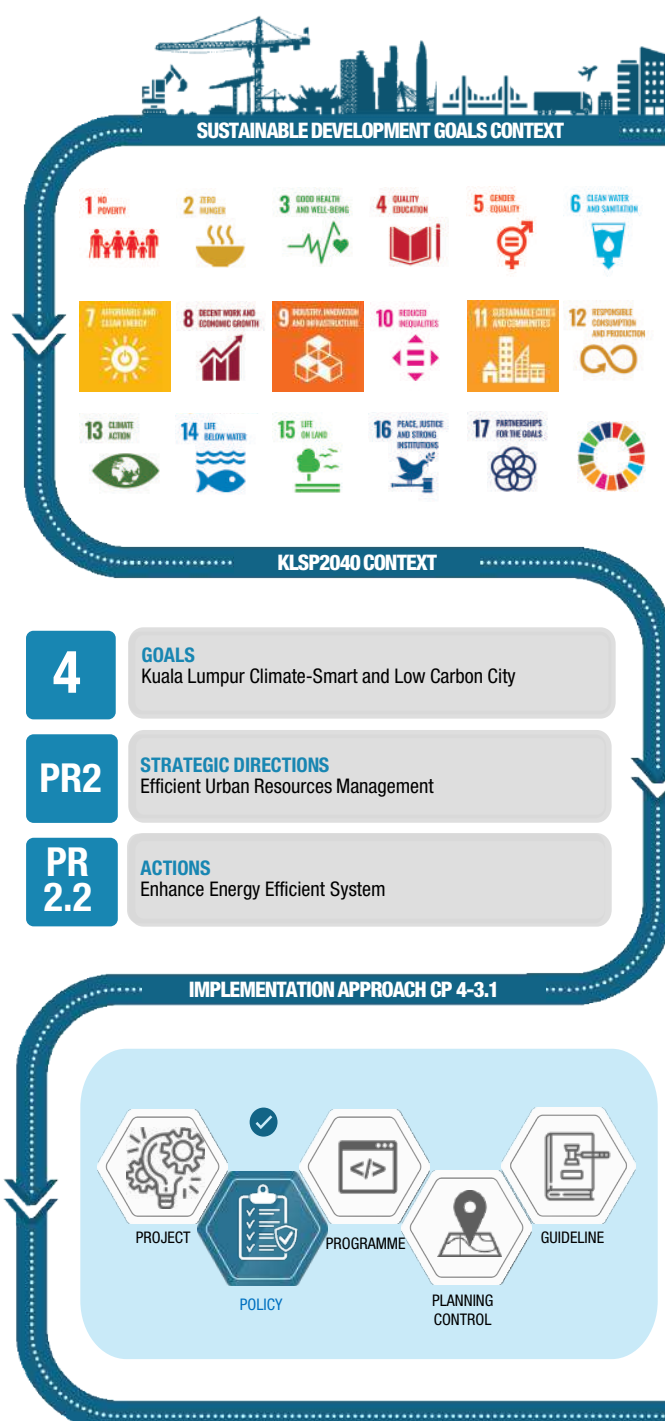 SUSTAINABLE DEVELOPMENT GOALS CONTEXT
1 NO
POVERTY
2 ZERO
HUNGER
3 GOOD HEALTH
AND WELL-BEING
4 QUALITY
EDUCATION
5 GENDER
EQUALITY
6 CLEAN WATER
AND SANITATION
7 AFFORDABLE AND
CLEAN ENERGY
8 DECENT WORK AND
ECONOMIC GROWTH
9 INDUSTRY, INNOVATION
AND INFRASTRUCTURE
10 REDUCED
INEQUALITIES
11 SUSTAINABLE CITIES
AND COMMUNITIES
12 RESPONSIBLE
CONSUMPTION
AND PRODUCTION
13 CLIMATE
ACTION
14 LIFE
BELOW WATER
15 LIFE
ON LAND
16 PEACE, JUSTICE
AND STRONG
INSTITUTIONS
17 PARTNERSHIPS
FOR THE GOALS
KLSP2040 CONTEXT
4
GOALS
Kuala Lumpur Climate-Smart and Low Carbon City
PR2
STRATEGIC DIRECTIONS
Efficient Urban Resources Management
PR
2.2
ACTIONS
Enhance Energy Efficient System
IMPLEMENTATION APPROACH CP 4-3.1
</>
PROJECT
POLICY
PROGRAMME
PLANNING
CONTROL
GUIDELINE